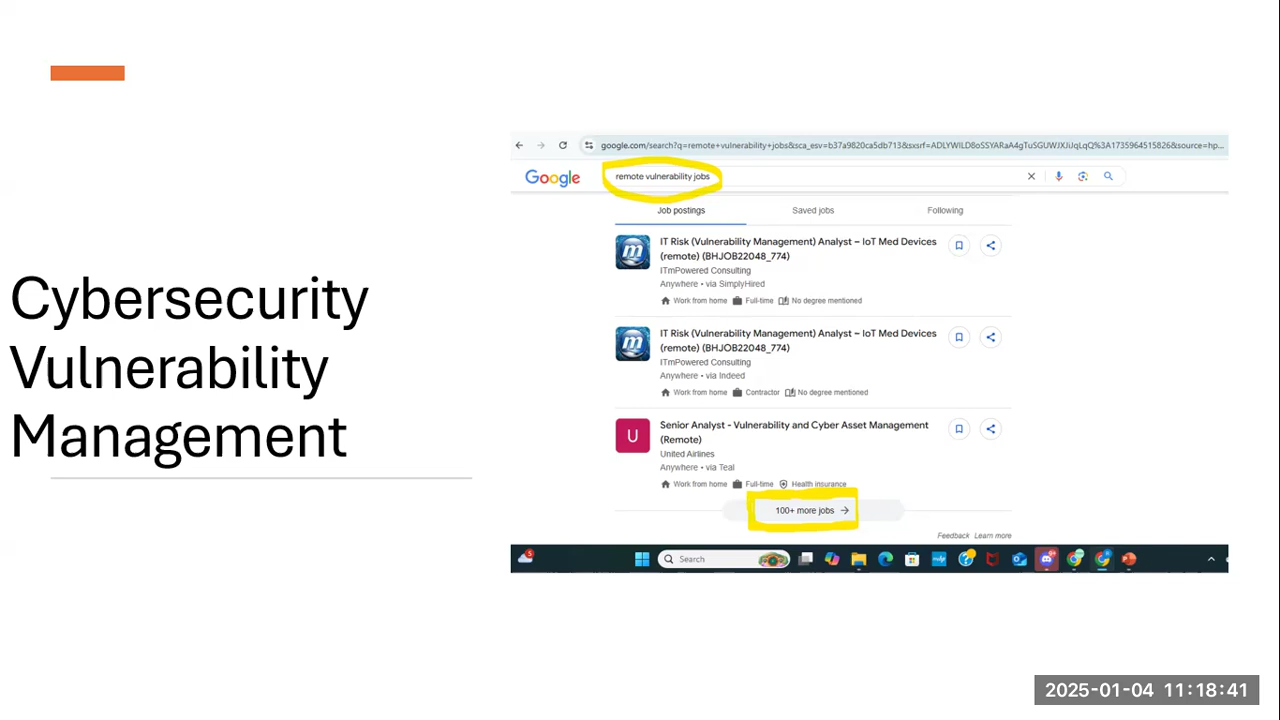 Cybersecurity
Vulnerability
Management
google.com/search?q=remote+vulnerability+jobs&sca_esv=b37a9820ca5db713&sxsrf=ADLYWILD8oSSYARaA4gTuSGUWJXJUqLqQ%3A1735964515826&source=hp...
Google
remote vulnerability jobs
Job postings Saved jobs Following
IT Risk (Vulnerability Management) Analyst – IoT Med Devices
(remote) (BHJOB22048_774)
ITmPowered Consulting
Anywhere • via SimplyHired
Work from home Full-time No degree mentioned
IT Risk (Vulnerability Management) Analyst – IoT Med Devices
(remote) (BHJOB22048_774)
ITmPowered Consulting
Anywhere • via Indeed
Work from home Contractor No degree mentioned
U
Senior Analyst - Vulnerability and Cyber Asset Management
(Remote)
United Airlines
Anywhere • via Teal
Work from home Full-time Health insurance
100+ more jobs →
Feedback Learn more
5
Search
2025-01-04 11:18:41